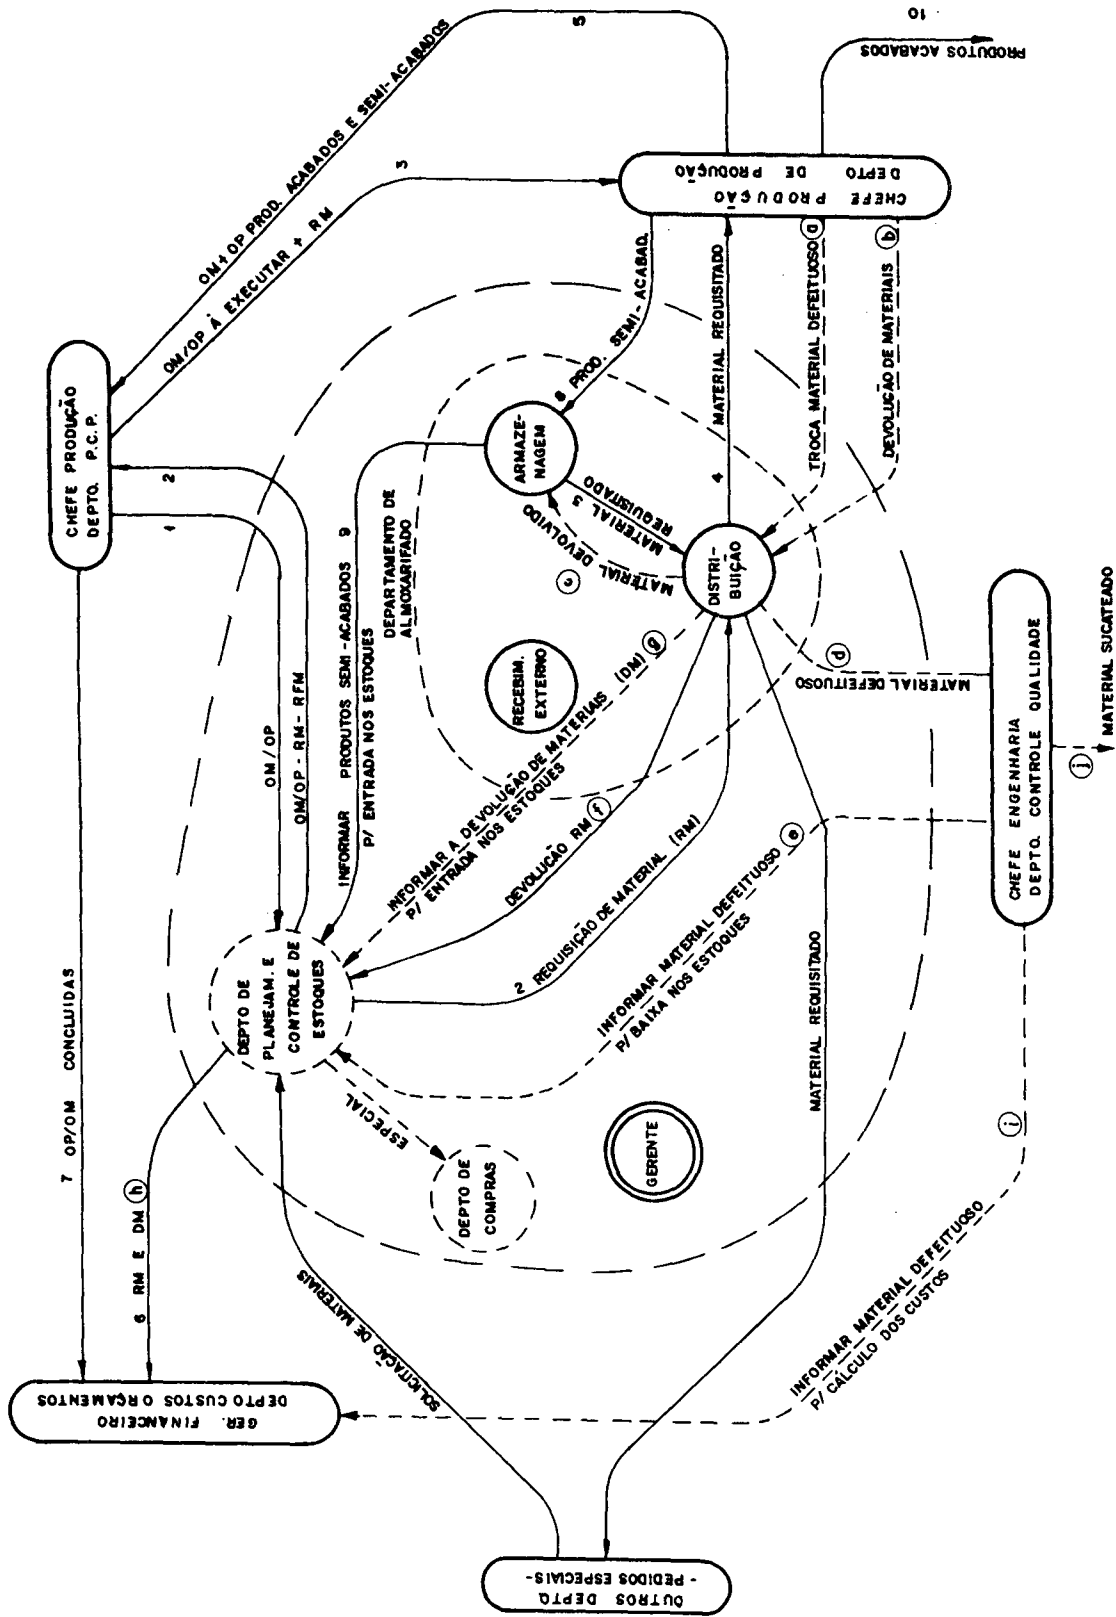 CHEFE PRODUÇÃO
DEPTO. P.C.P.
7 OP/OM CONCLUIDAS
1
2
OM/OP
OM/OP - RM - RFM
OM/OP À EXECUTAR + RM
3
OM+OP PROD. ACABADOS E SEMI-ACABADOS
5
PRODUTOS ACABADOS
10
CHEFE PRODUÇÃO
DEPTO DE PRODUÇÃO
8 PROD. SEMI-ACABAD.
4 MATERIAL REQUISITADO
TROCA MATERIAL DEFEITUOSO a
DEVOLUÇÃO DE MATERIAIS b
ARMAZE-
NAGEM
MATERIAL 3
REQUISITADO
MATERIAL DEVOLVIDO
c
DISTRI-
BUIÇÃO
RECEBIM.
EXTERNO
DEPARTAMENTO DE
ALMOXARIFADO
INFORMAR PRODUTOS SEMI-ACABADOS 9
P/ ENTRADA NOS ESTOQUES
INFORMAR A DEVOLUÇÃO DE MATERIAIS (DM) g
P/ ENTRADA NOS ESTOQUES
DEVOLUÇÃO RM f
2 REQUISIÇÃO DE MATERIAL (RM)
INFORMAR MATERIAL DEFEITUOSO e
P/ BAIXA NOS ESTOQUES
DEPTO DE
PLANEJAM. E
CONTROLE DE
ESTOQUES
ESPECIAL
DEPTO DE
COMPRAS
GERENTE
6 RM E DM h
GER. FINANCEIRO
DEPTO CUSTOS ORÇAMENTOS
SOLICITAÇÃO DE MATERIAIS
OUTROS DEPTO.
- PEDIDOS ESPECIAIS-
MATERIAL REQUISITADO
MATERIAL DEFEITUOSO
d
CHEFE ENGENHARIA
DEPTO. CONTROLE QUALIDADE
j
MATERIAL SUCATEADO
i
INFORMAR MATERIAL DEFEITUOSO
P/ CÁLCULO DOS CUSTOS